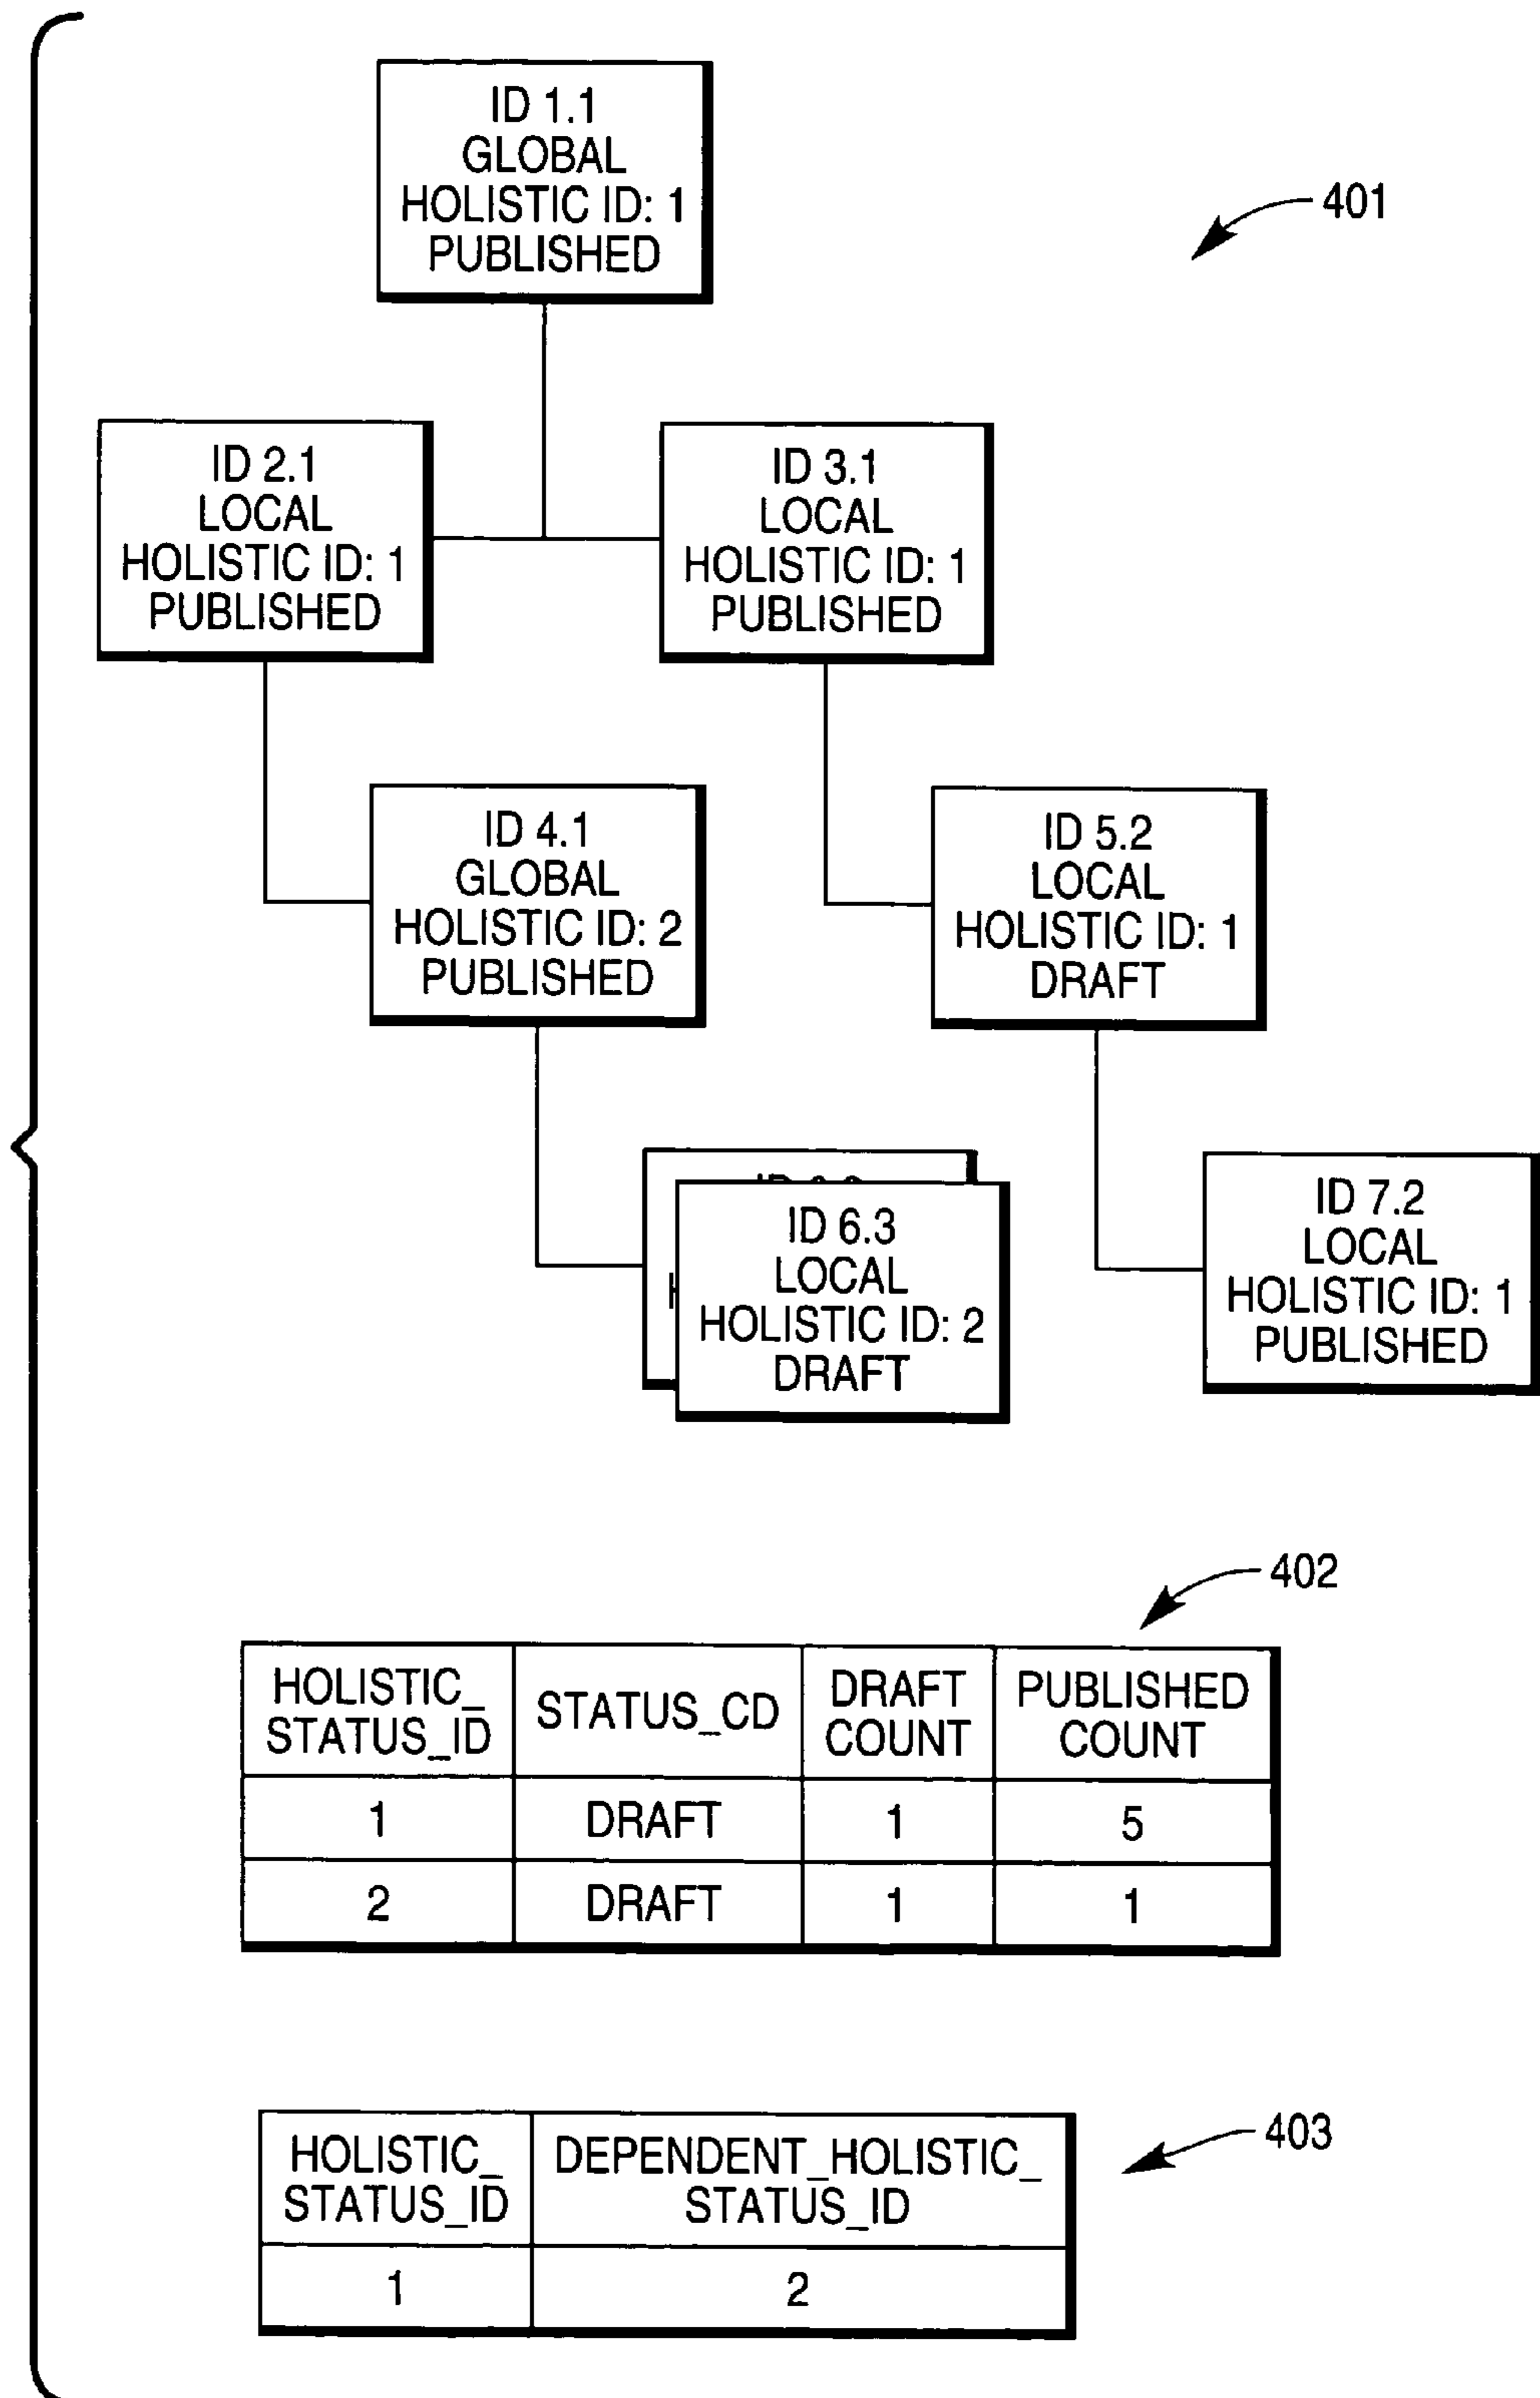 ID 1.1
GLOBAL
HOLISTIC ID: 1
PUBLISHED
401
ID 2.1
LOCAL
HOLISTIC ID: 1
PUBLISHED
ID 3.1
LOCAL
HOLISTIC ID: 1
PUBLISHED
ID 4.1
GLOBAL
HOLISTIC ID: 2
PUBLISHED
ID 5.2
LOCAL
HOLISTIC ID: 1
DRAFT
ID 6.3
LOCAL
HOLISTIC ID: 2
DRAFT
ID 7.2
LOCAL
HOLISTIC ID: 1
PUBLISHED
402
HOLISTIC_
STATUS_ID
STATUS_CD
DRAFT
COUNT
PUBLISHED
COUNT
1
DRAFT
1
5
2
DRAFT
1
1
403
HOLISTIC_
STATUS_ID
DEPENDENT_HOLISTIC_
STATUS_ID
1
2